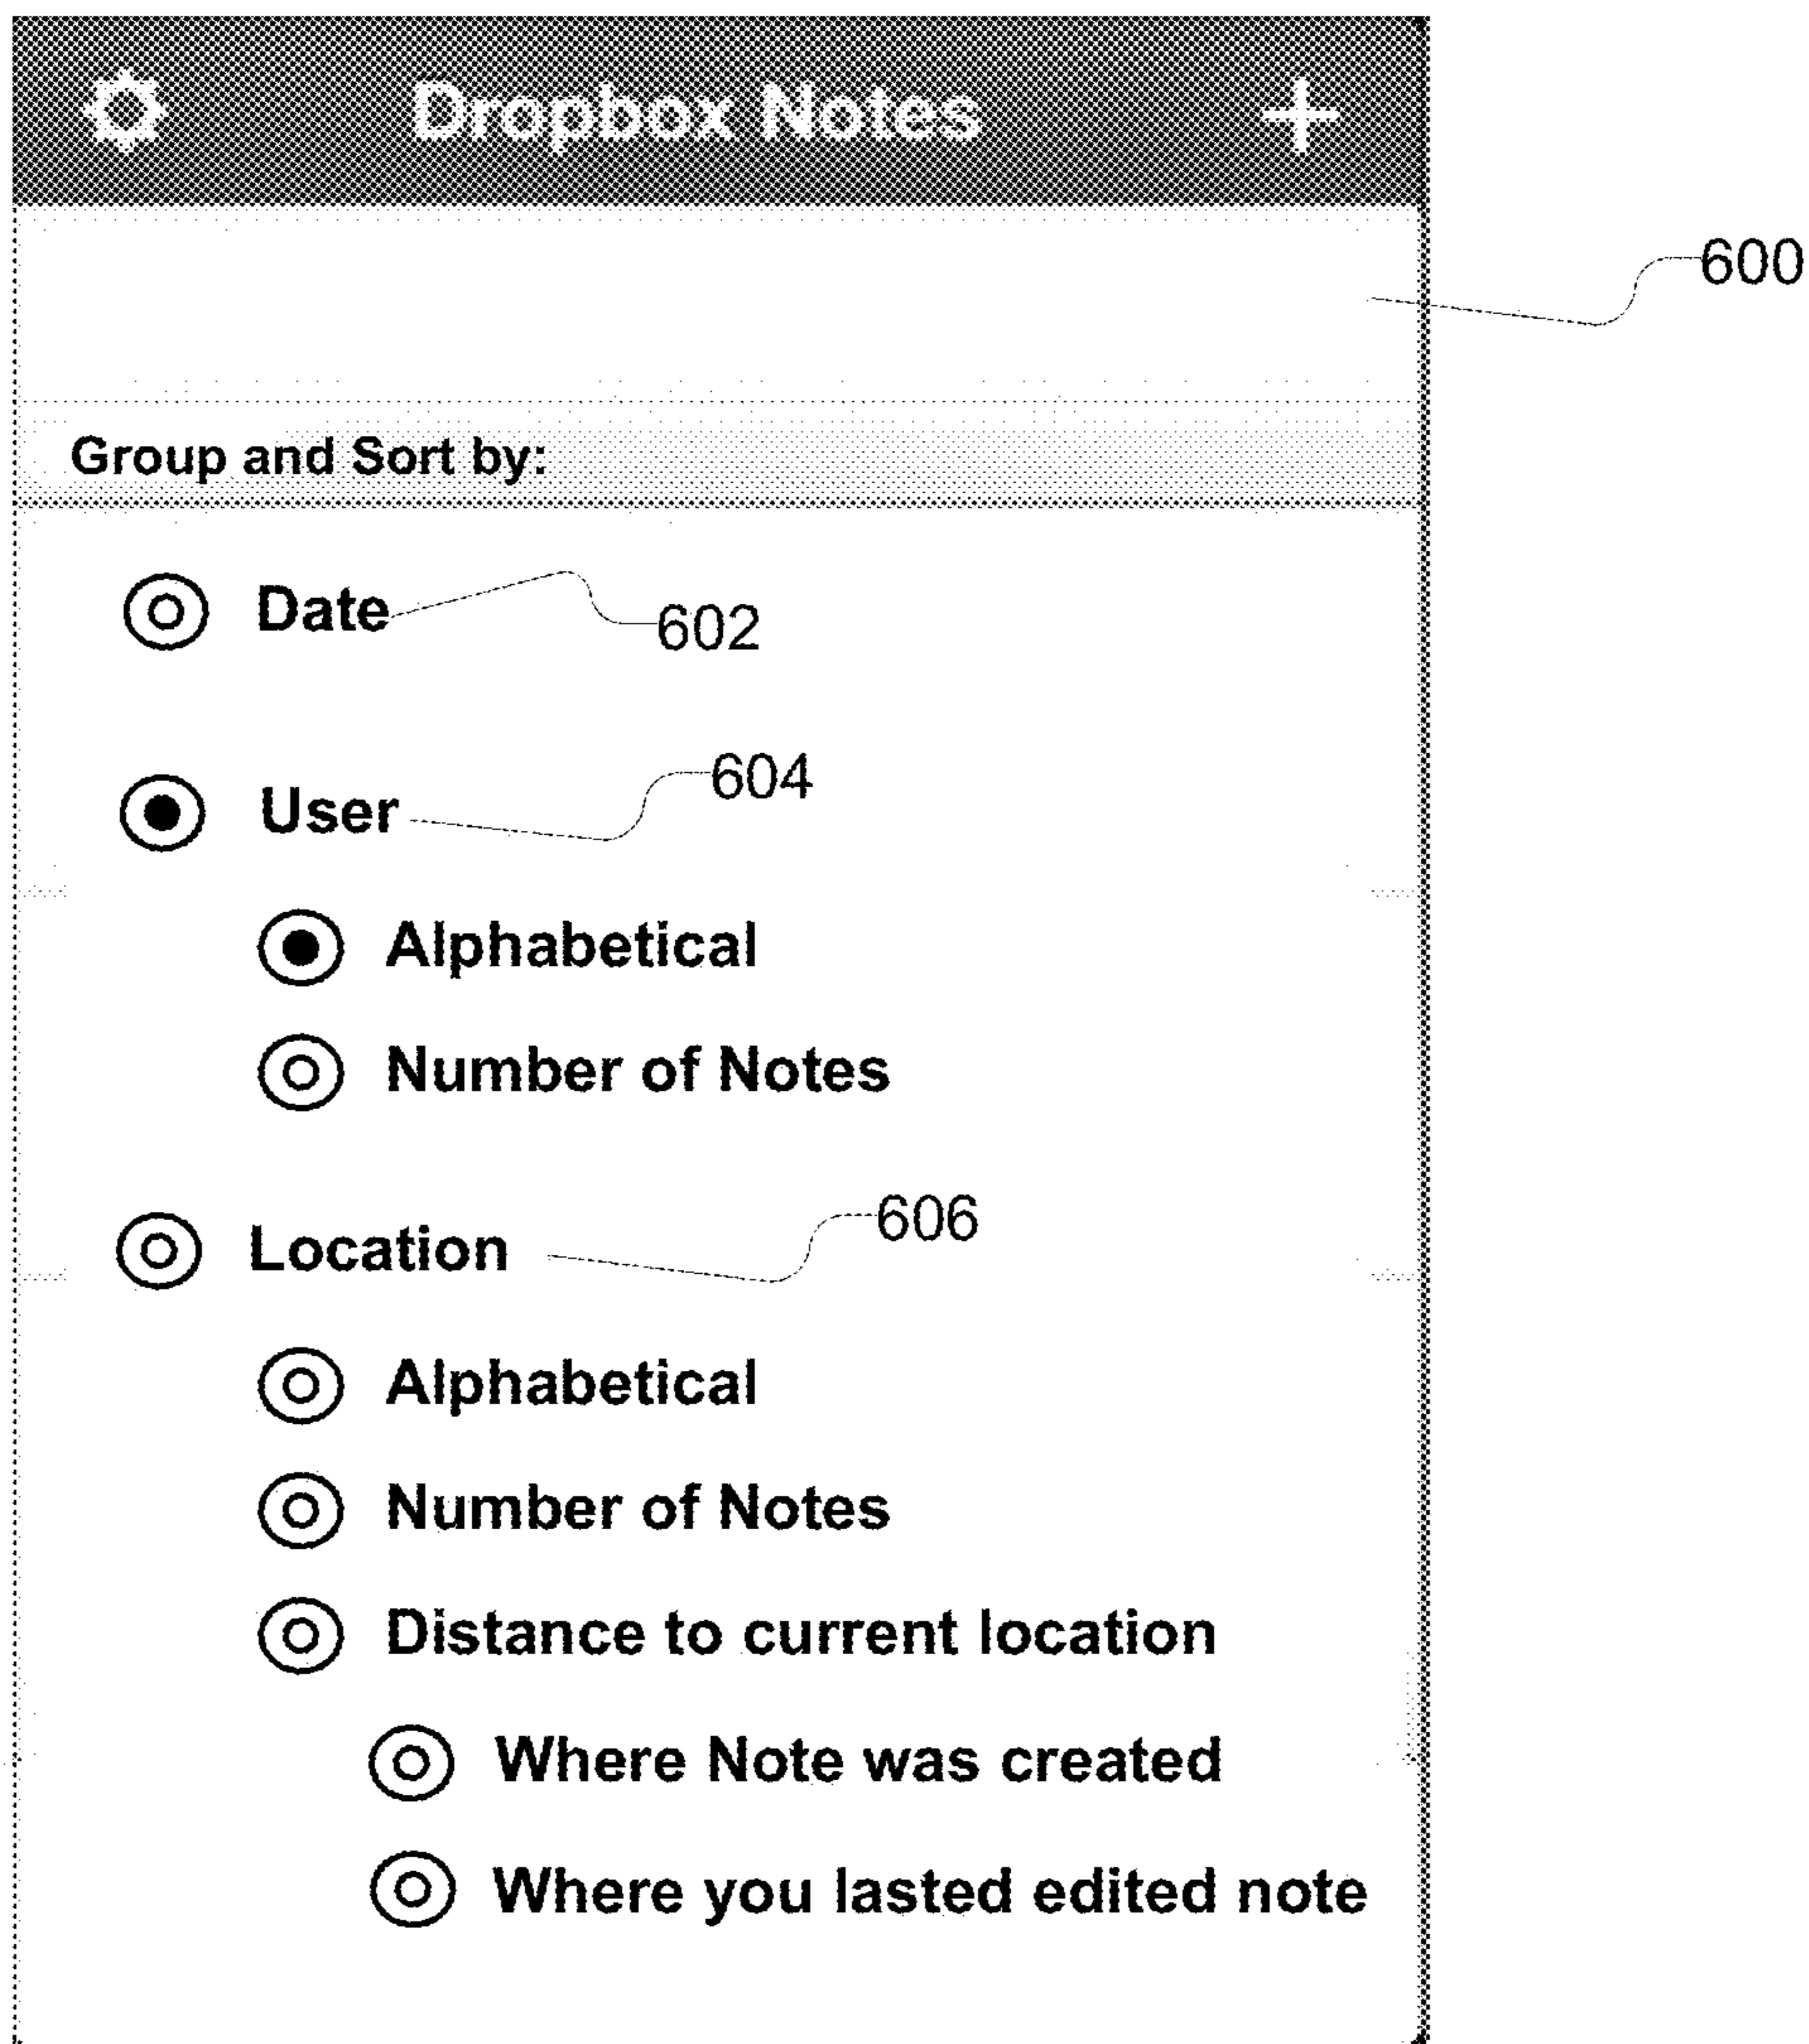 Dropbox Notes
600
Group and Sort by:
Date
602
604
User
Alphabetical
Number of Notes
606
Location
Alphabetical
Number of Notes
Distance to current location
Where Note was created
Where you lasted edited note